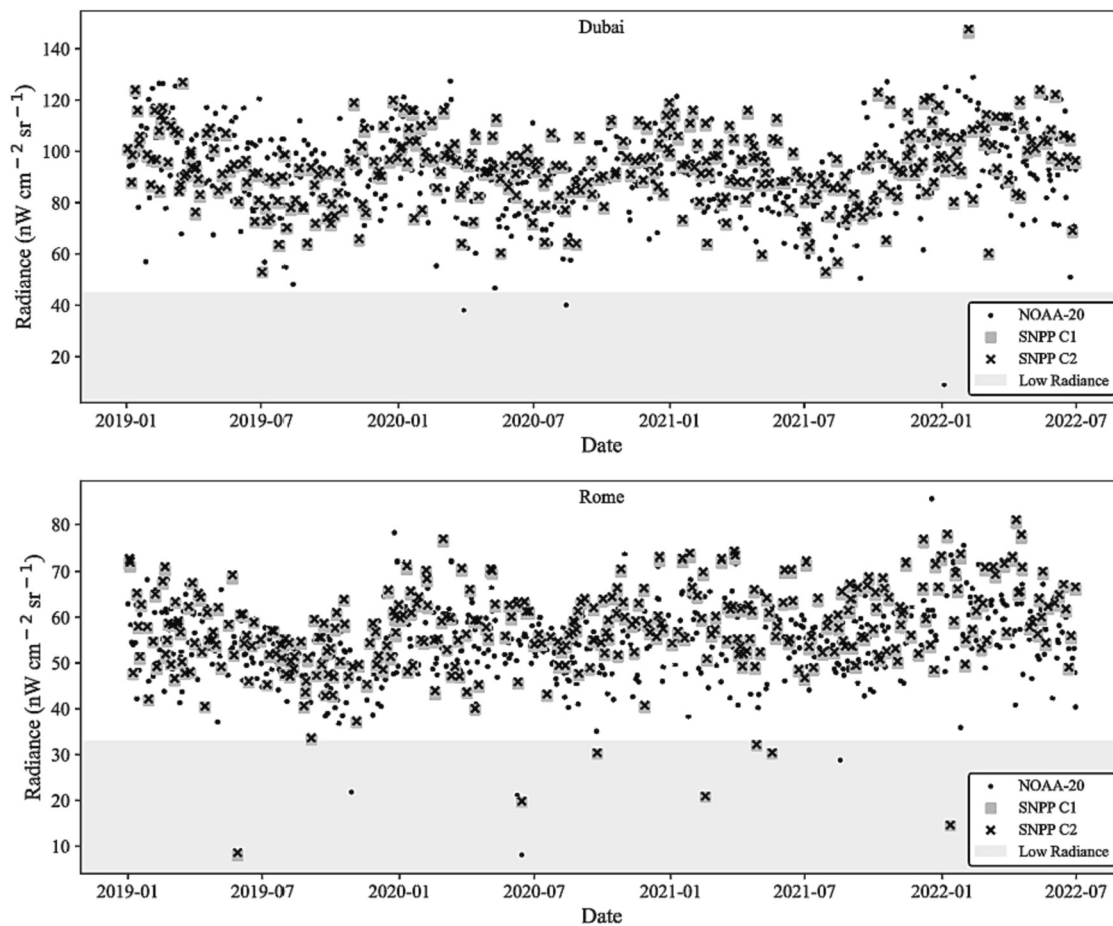 Dubai
Radiance (nW cm⁻² sr⁻¹)
140
120
100
80
60
40
20
NOAA-20
SNPP C1
SNPP C2
Low Radiance
2019-01 2019-07 2020-01 2020-07 2021-01 2021-07 2022-01 2022-07
Date
Rome
Radiance (nW cm⁻² sr⁻¹)
80
70
60
50
40
30
20
10
NOAA-20
SNPP C1
SNPP C2
Low Radiance
2019-01 2019-07 2020-01 2020-07 2021-01 2021-07 2022-01 2022-07
Date